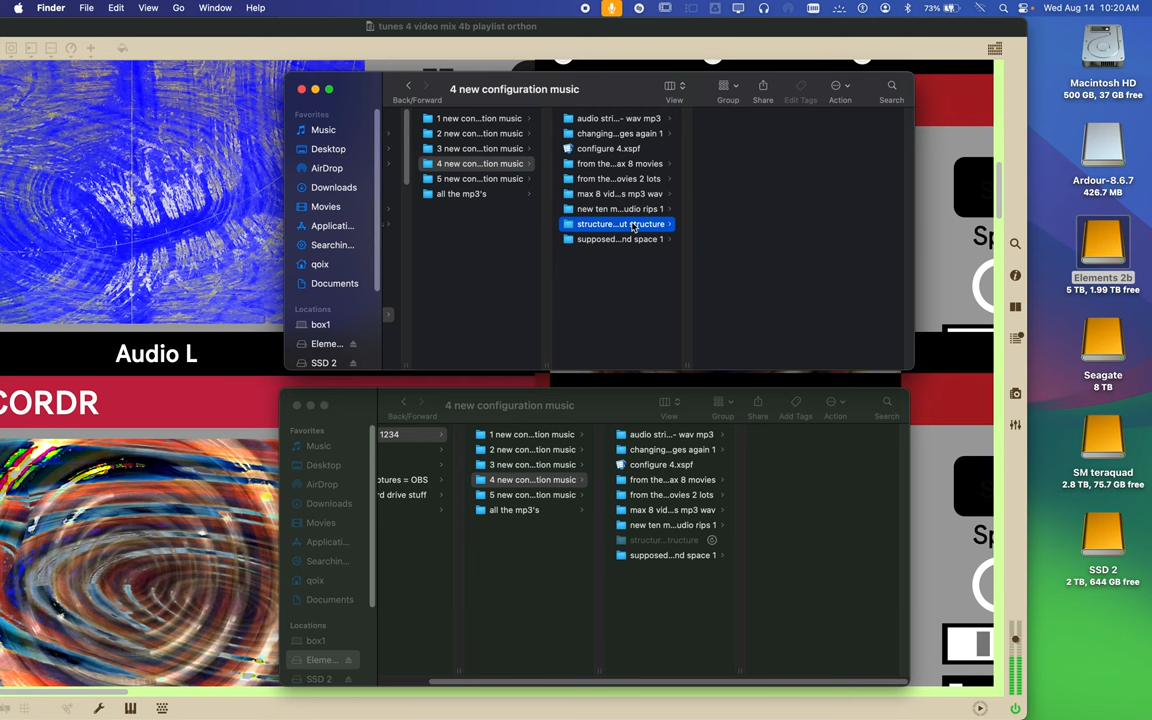 Finder File Edit View Go Window Help
73% Wed Aug 14 10:20 AM
tunes 4 video mix 4b playlist orthon
4 new configuration music
Back/Forward View Group Share Edit Tags Action Search
Favorites
Music
Desktop
AirDrop
Downloads
Movies
Applicati...
Searchin...
qoix
Documents
Locations
box1
Eleme...
SSD 2
1 new con...tion music
2 new con...tion music
3 new con...tion music
4 new con...tion music
5 new con...tion music
all the mp3's
audio stri...- wav mp3
changing...ges again 1
configure 4.xspf
from the...ax 8 movies
from the...ovies 2 lots
max 8 vid...s mp3 wav
new ten m...udio rips 1
structure...ut structure
supposed...nd space 1
Audio L
CORDR
Sp
Sp
4 new configuration music
Back/Forward View Group Share Add Tags Action Search
Favorites
Music
Desktop
AirDrop
Downloads
Movies
Applicati...
Searchin...
qoix
Documents
Locations
box1
Eleme...
SSD 2
1234
ptures = OBS
rd drive stuff
1 new con...tion music
2 new con...tion music
3 new con...tion music
4 new con...tion music
5 new con...tion music
all the mp3's
audio stri...- wav mp3
changing...ges again 1
configure 4.xspf
from the...ax 8 movies
from the...ovies 2 lots
max 8 vid...s mp3 wav
new ten m...udio rips 1
structur...tructure
supposed...nd space 1
Macintosh HD
500 GB, 37 GB free
Ardour-8.6.7
426.7 MB
Elements 2b
5 TB, 1.99 TB free
Seagate
8 TB
SM teraquad
2.8 TB, 75.7 GB free
SSD 2
2 TB, 644 GB free